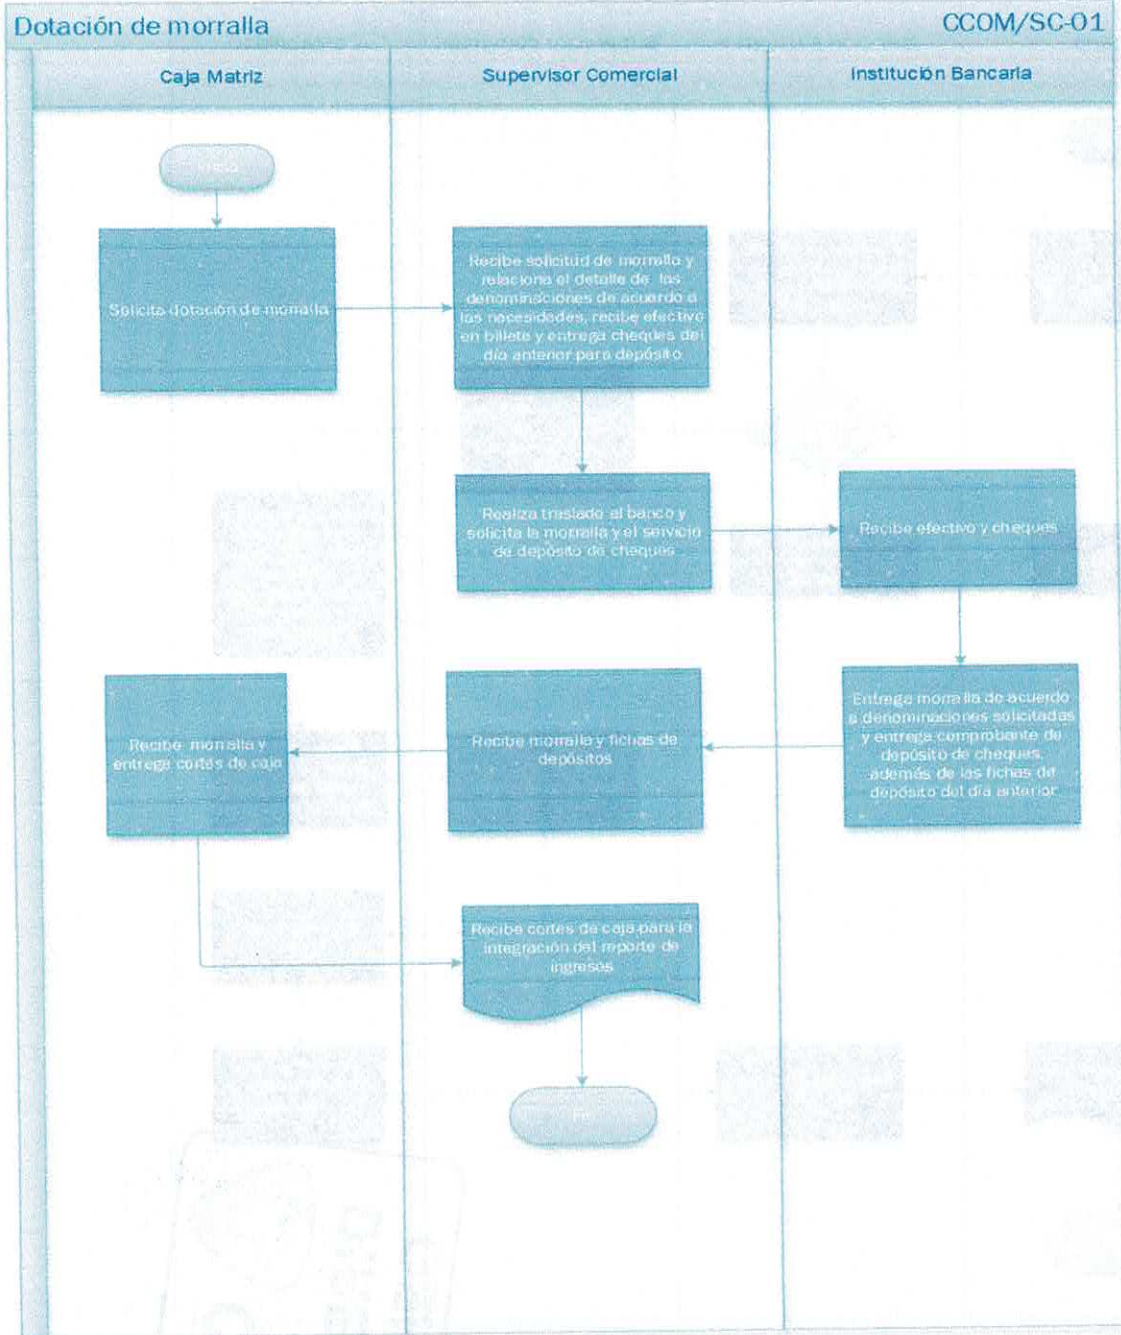 Dotación de morralla
CCOM/SC-01
Caja Matriz
Supervisor Comercial
Institución Bancaria
Inicio
Solicita dotación de morralla
Recibe solicitud de morralla y
relaciona el detalle de las
denominaciones de acuerdo a
las necesidades, recibe efectivo
en billete y entrega cheques del
día anterior para depósito
Realiza traslado al banco y
solicita la morralla y el servicio
de depósito de cheques
Recibe efectivo y cheques
Entrega morralla de acuerdo
a denominaciones solicitadas
y entrega comprobante de
depósito de cheques,
además de las fichas de
depósito del día anterior
Recibe morralla y fichas de
depósitos
Recibe morralla y
entrega cortes de caja
Recibe cortes de caja para la
integración del reporte de
ingresos